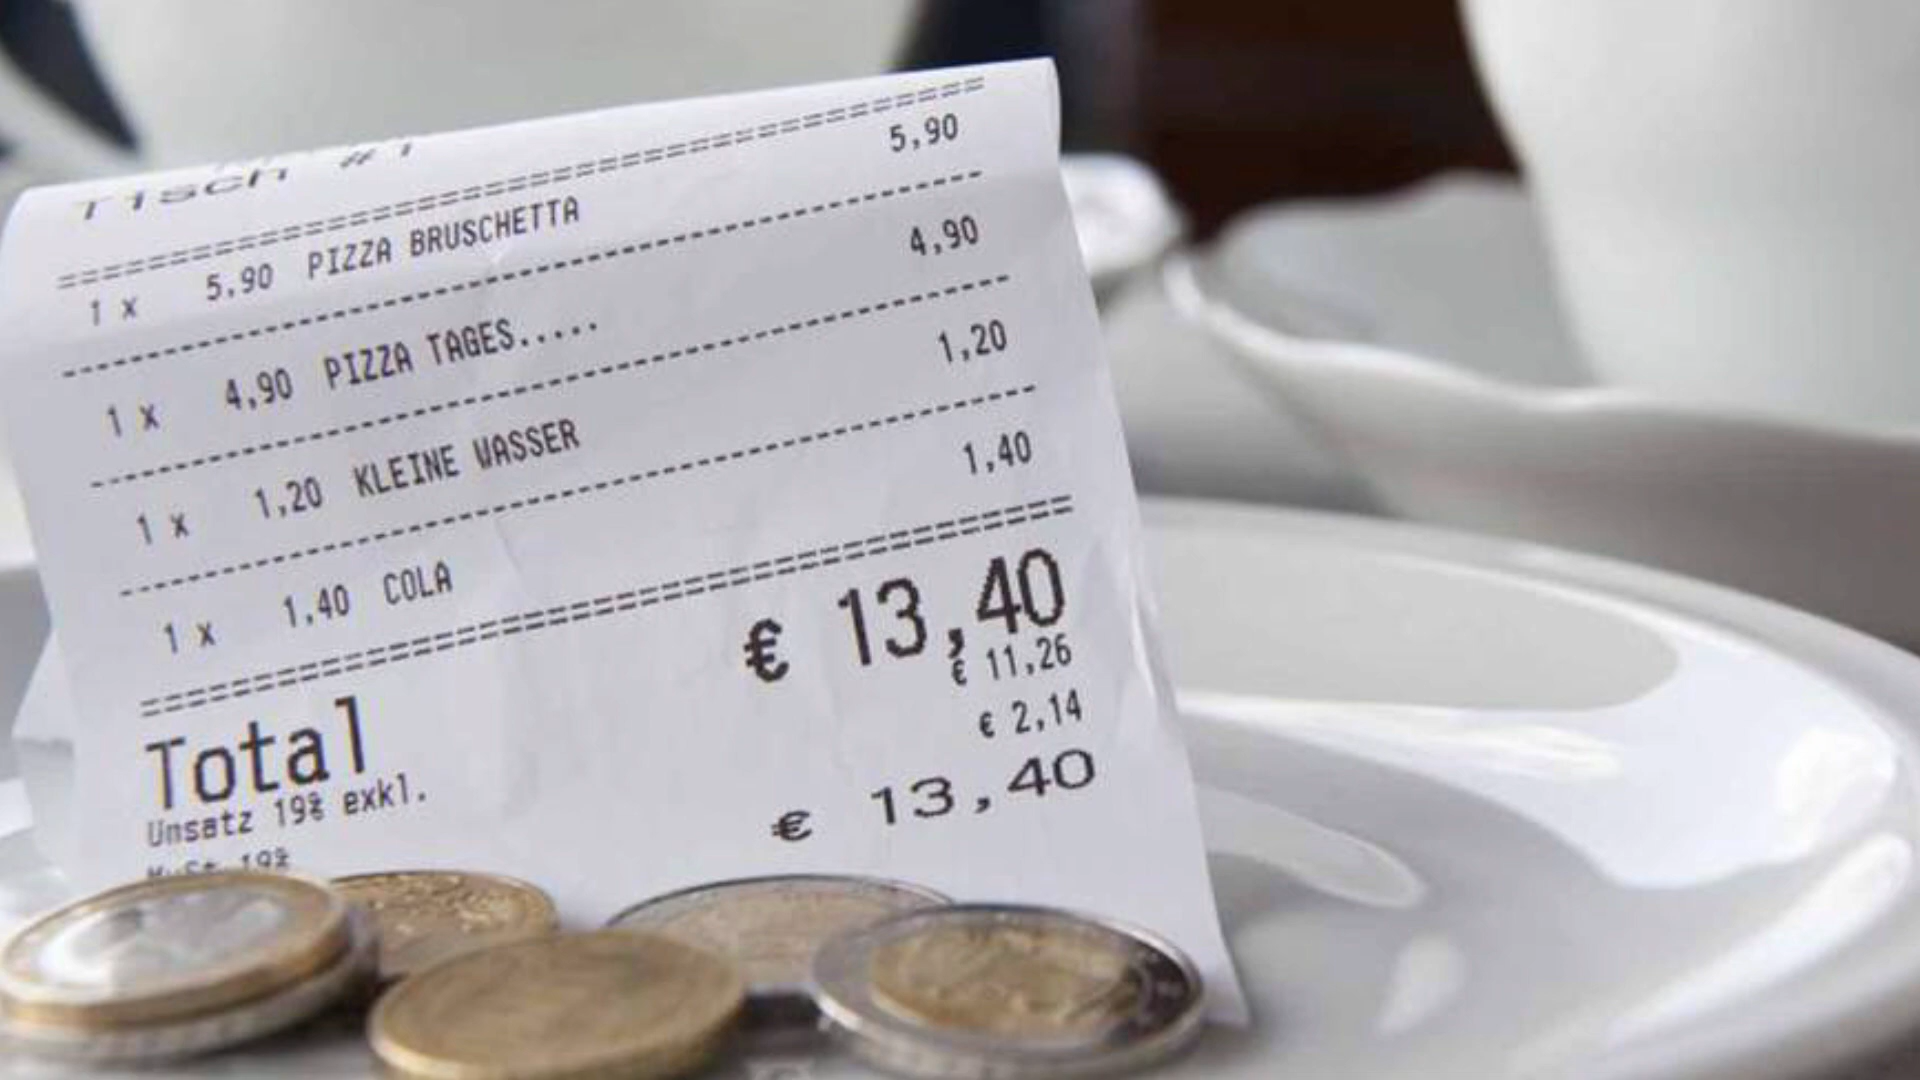 Tisch #1
1 x 5.90 PIZZA BRUSCHETTA 5,90
1 x 4,90 PIZZA TAGES..... 4,90
1 x 1,20 KLEINE WASSER 1,20
1 x 1,40 COLA 1,40
Total € 13,40
Umsatz 19% exkl. € 11,26
MwSt 19% € 2,14
€ 13,40